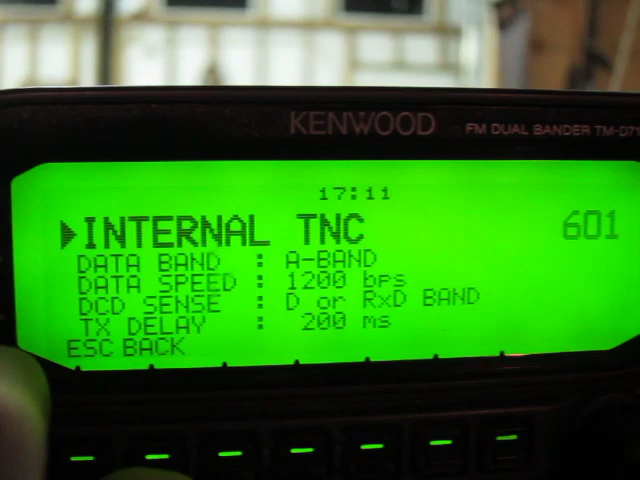 KENWOOD FM DUAL BANDER TM-D71
17:11
▶INTERNAL TNC 601
DATA BAND : A-BAND
DATA SPEED : 1200 bps
DCD SENSE : D or RxD BAND
TX DELAY : 200 ms
ESC BACK